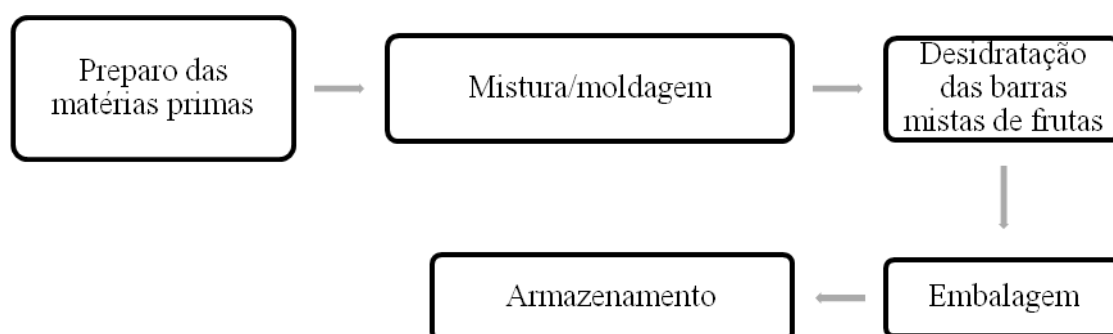 Preparo das
matérias primas
Mistura/moldagem
Desidratação
das barras
mistas de frutas
Embalagem
Armazenamento